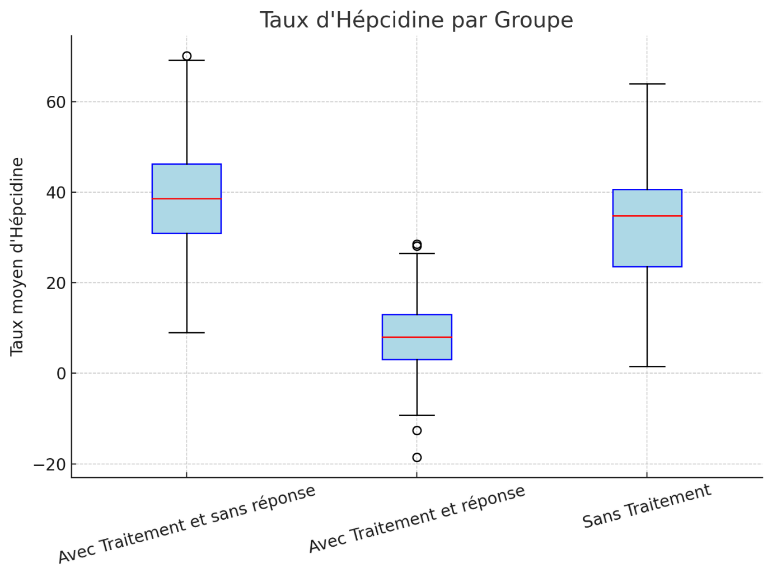 Taux d'Hépcidine par Groupe
Taux moyen d'Hépcidine
60
40
20
0
−20
Avec Traitement et sans réponse
Avec Traitement et réponse
Sans Traitement